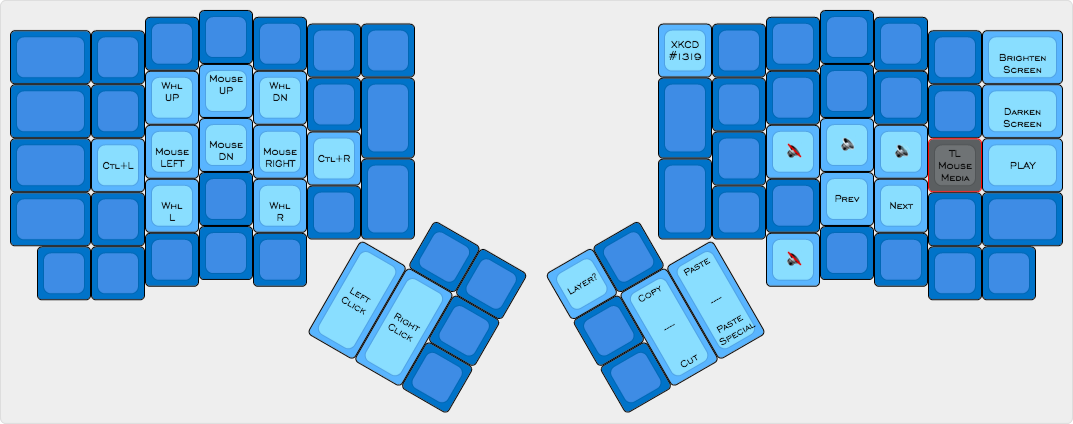 XKCD
#1319
Brighten
Screen
Whl
UP
Mouse
UP
Whl
DN
Darken
Screen
Ctl+L
Mouse
LEFT
Mouse
DN
Mouse
RIGHT
Ctl+R
TL
Mouse
Media
PLAY
Whl
L
Whl
R
Prev
Next
Left
Click
Right
Click
Layer?
Copy
----
Cut
Paste
----
Paste
Special